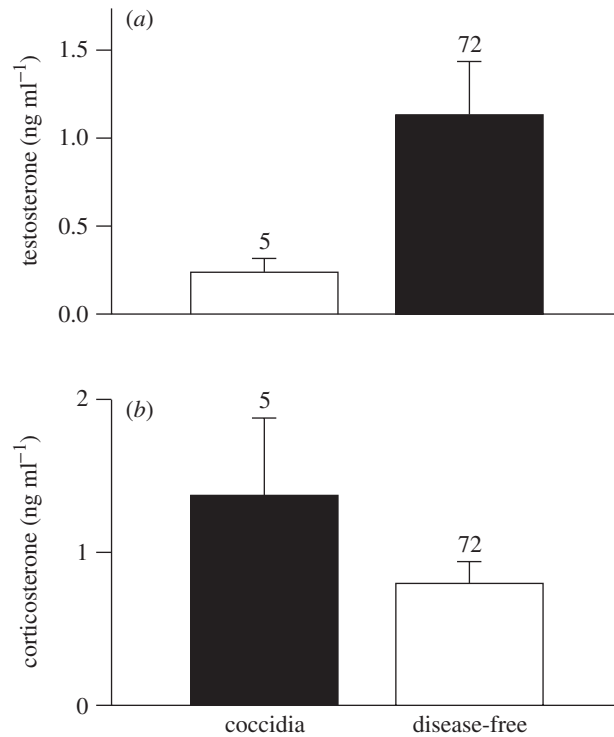 (a)
testosterone (ng ml−1)
1.5
1.0
0.5
0.0
5
72
(b)
corticosterone (ng ml−1)
2
1
0
5
72
coccidia
disease-free